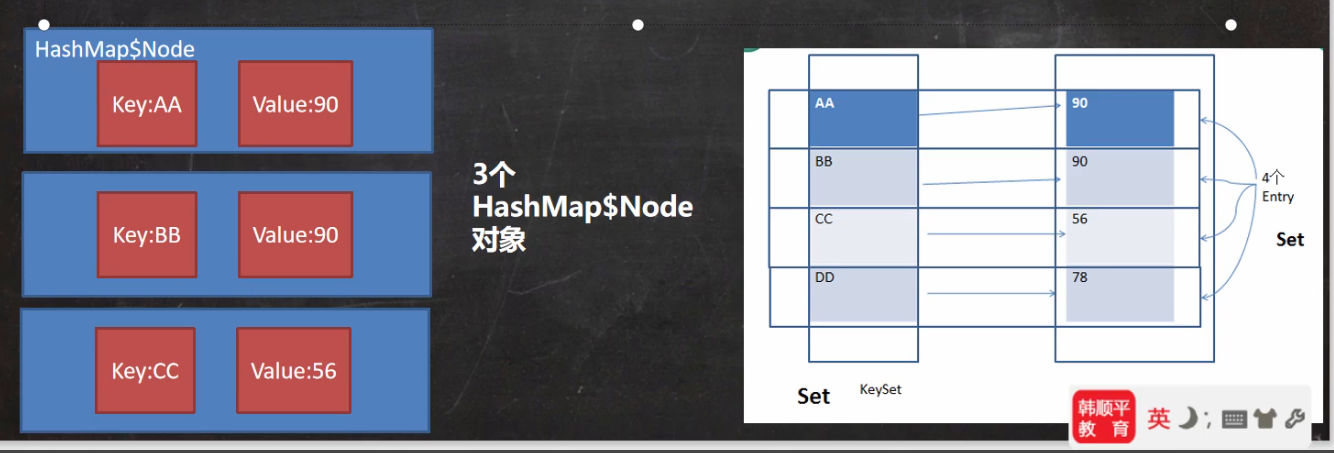 HashMap$Node
Key:AA
Value:90
Key:BB
Value:90
Key:CC
Value:56
3个
HashMap$Node
对象
AA
90
BB
90
CC
56
DD
78
4个
Entry
Set
Set
KeySet
韩顺平
教 育
英
;